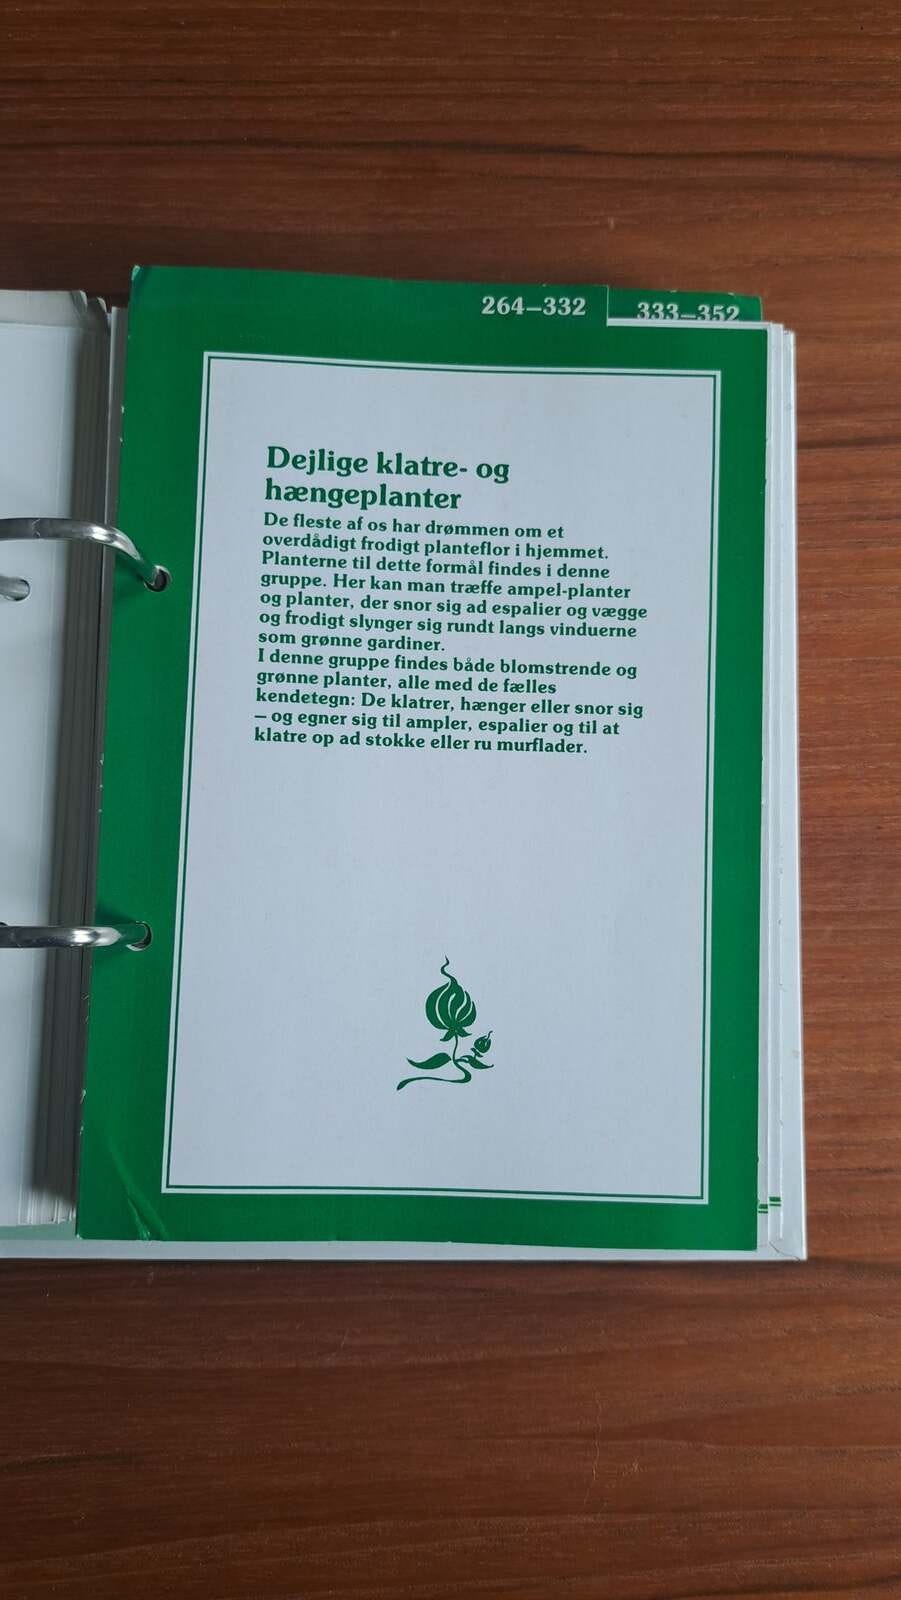 264–332
333–352
Dejlige klatre- og
hængeplanter
De fleste af os har drømmen om et
overdådigt frodigt planteflor i hjemmet.
Planterne til dette formål findes i denne
gruppe. Her kan man træffe ampel-planter
og planter, der snor sig ad espalier og vægge
og frodigt slynger sig rundt langs vinduerne
som grønne gardiner.
I denne gruppe findes både blomstrende og
grønne planter, alle med de fælles
kendetegn: De klatrer, hænger eller snor sig
– og egner sig til ampler, espalier og til at
klatre op ad stokke eller ru murflader.